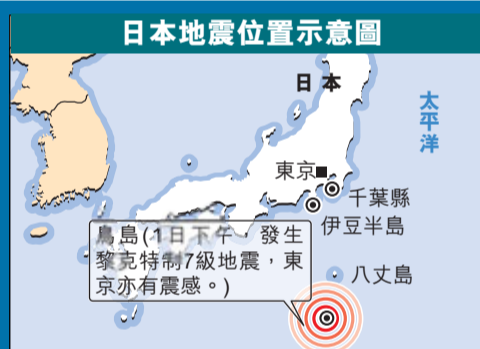 日本地震位置示意圖
日本
太平洋
東京
千葉縣
伊豆半島
鳥島(1日下午，發生
黎克特制7級地震，東
京亦有震感。)
八丈島